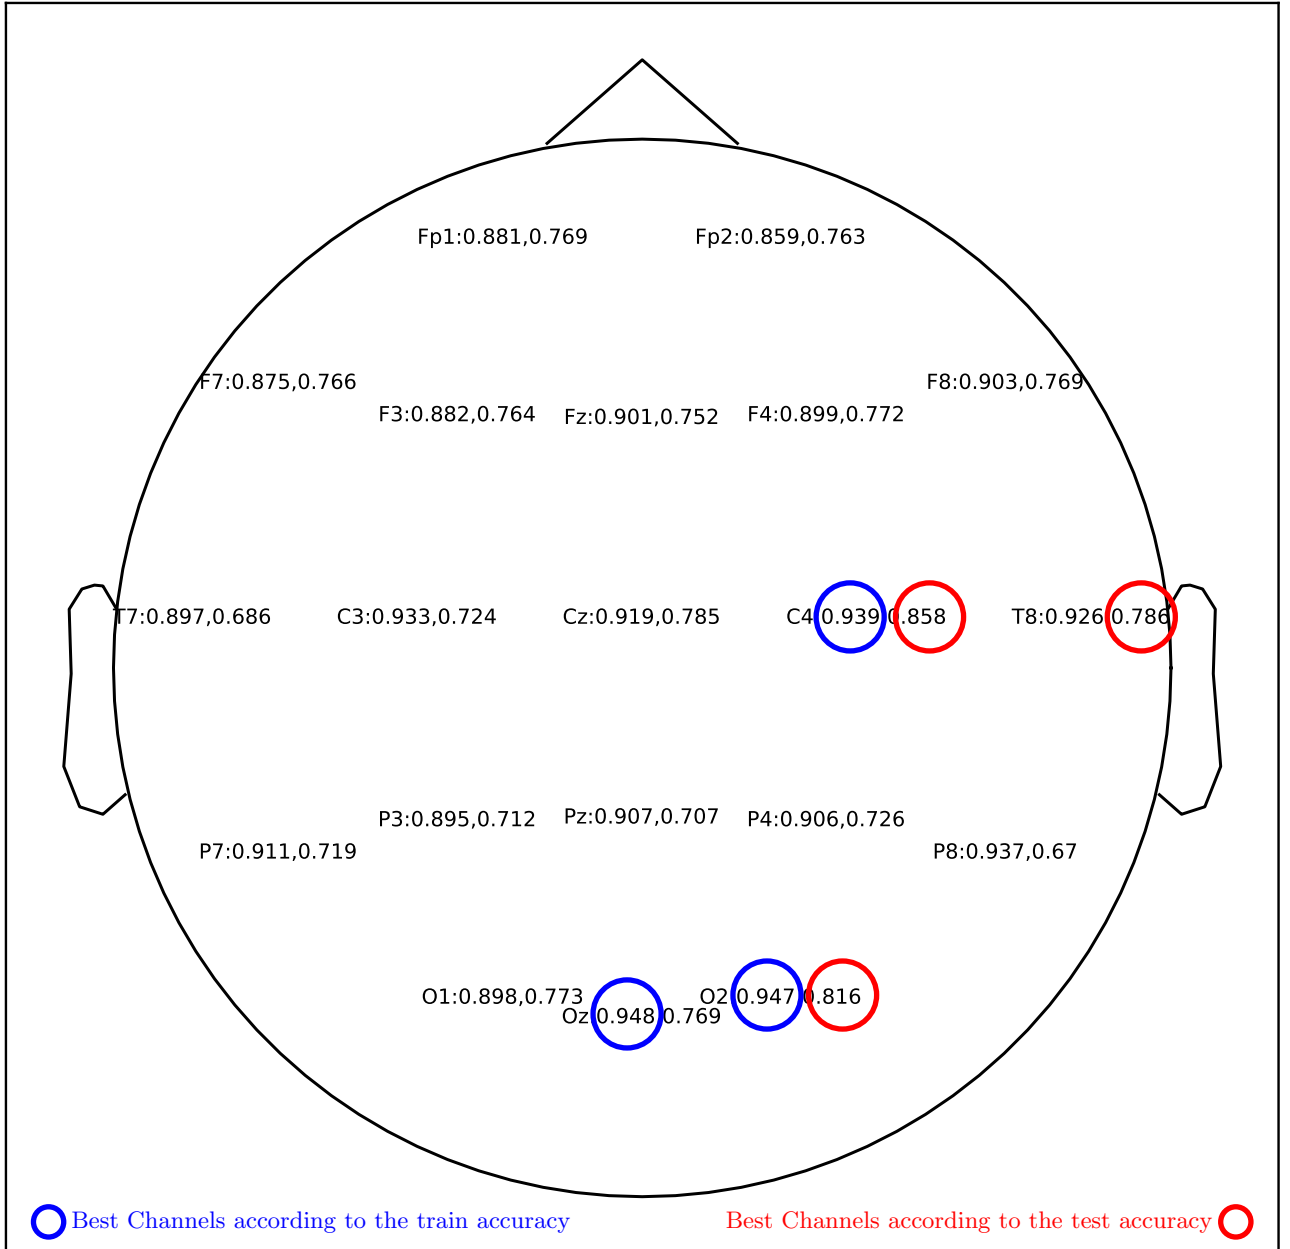 Fp1:0.881,0.769 Fp2:0.859,0.763
F7:0.875,0.766 F8:0.903,0.769
F3:0.882,0.764 Fz:0.901,0.752 F4:0.899,0.772
T7:0.897,0.686 C3:0.933,0.724 Cz:0.919,0.785 C4:0.939,0.858 T8:0.926,0.786
P3:0.895,0.712 Pz:0.907,0.707 P4:0.906,0.726
P7:0.911,0.719 P8:0.937,0.67
O1:0.898,0.773 O2:0.947,0.816
Oz:0.948,0.769
Best Channels according to the train accuracy Best Channels according to the test accuracy